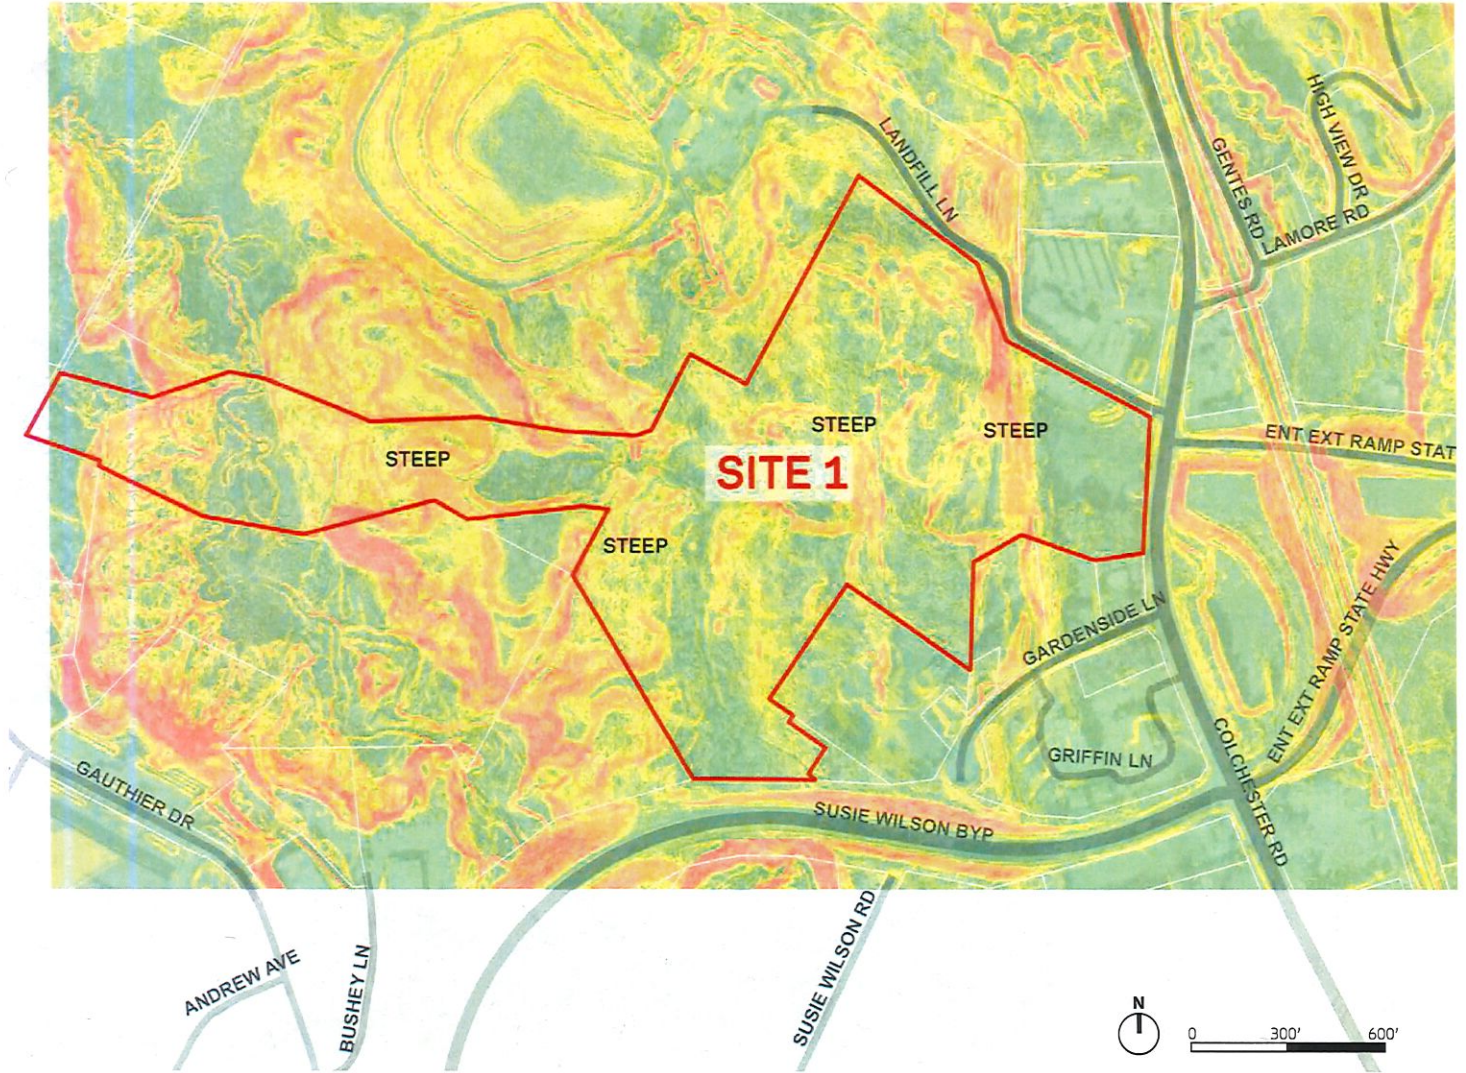 HIGH VIEW DR
LANDFILL LN
GENTES RD
LAMORE RD
STEEP
STEEP
ENT EXT RAMP STAT
STEEP
SITE 1
STEEP
ENT EXT RAMP STATE HWY
GARDENSIDE LN
GRIFFIN LN
COLCHESTER RD
GAUTHIER DR
SUSIE WILSON BYP
SUSIE WILSON RD
ANDREW AVE
BUSHEY LN
N
0 300' 600'